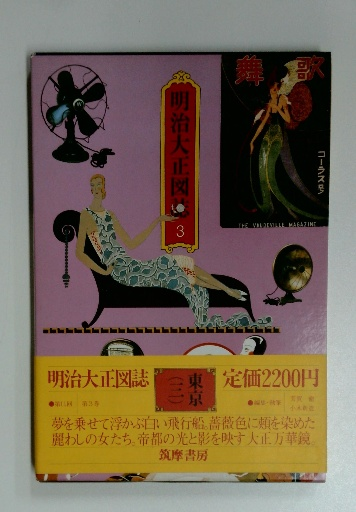 歌舞
コーラスガ
THE VAUDEVILLE MAGAZINE
明治大正図誌
3
明治大正図誌
東京
(三)
定価2200円
夢を乗せて浮かぶ白い飛行船、薔薇色に頬を染めた
麗わしの女たち。帝都の光と影を映す大正万華鏡。
筑摩書房